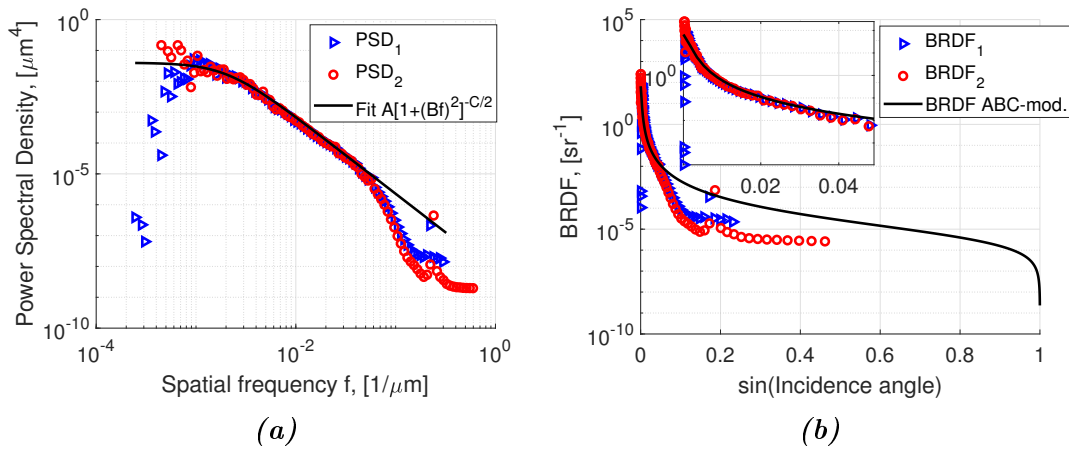 10^0
10^-5
10^-10
10^-4
10^-2
10^0
Power Spectral Density, [μm^4]
Spatial frequency f, [1/μm]
PSD_1
PSD_2
Fit A[1+(Bf)^2]^-C/2
(a)
10^5
10^0
10^-5
10^-10
0
0.2
0.4
0.6
0.8
1
BRDF, [sr^-1]
sin(Incidence angle)
10^0
0.02
0.04
BRDF_1
BRDF_2
BRDF ABC-mod.
(b)